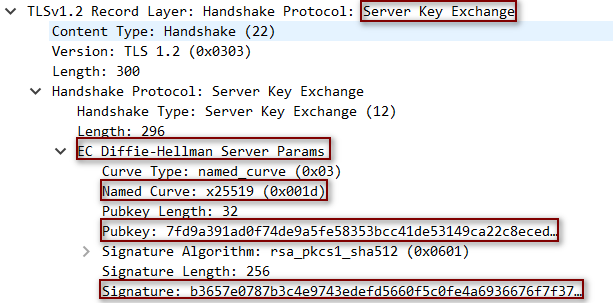 TLSv1.2 Record Layer: Handshake Protocol: Server Key Exchange
Content Type: Handshake (22)
Version: TLS 1.2 (0x0303)
Length: 300
Handshake Protocol: Server Key Exchange
Handshake Type: Server Key Exchange (12)
Length: 296
EC Diffie-Hellman Server Params
Curve Type: named_curve (0x03)
Named Curve: x25519 (0x001d)
Pubkey Length: 32
Pubkey: 7fd9a391ad0f74de9a5fe58353bcc41de53149ca22c8eced…
Signature Algorithm: rsa_pkcs1_sha512 (0x0601)
Signature Length: 256
Signature: b3657e0787b3c4e9743edefd5660f5c0fe4a6936676f7f37…